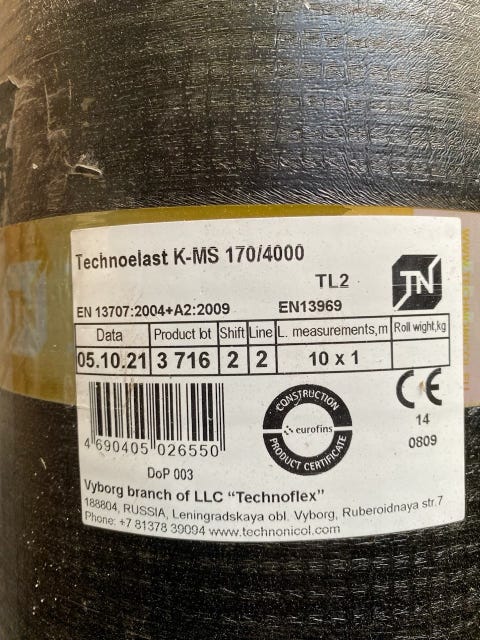 Technoelast K-MS 170/4000
TL2
TN
EN 13707:2004+A2:2009 EN13969
Data Product lot Shift Line L. measurements,m Roll wight,kg
05.10.21 3 716 2 2 10 x 1
CONSTRUCTION
eurofins
PRODUCT CERTIFICATE
CE
14
0809
4 690405 026550
DoP 003
Vyborg branch of LLC “Technoflex”
188804, RUSSIA, Leningradskaya obl. Vyborg, Ruberoidnaya str.7
Phone: +7 81378 39094 www.technonicol.com